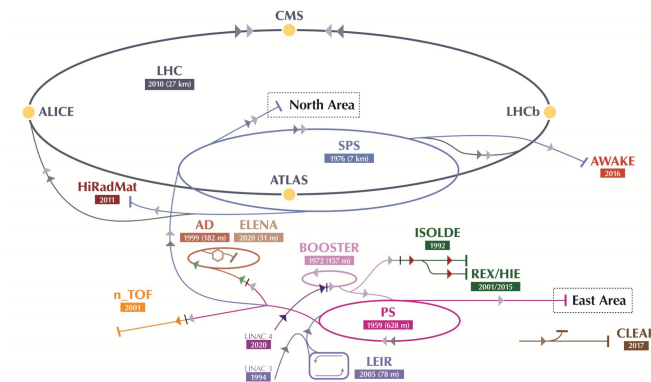 CMS
LHC
2010 (27 km)
North Area
ALICE
LHCb
SPS
1976 (7 km)
AWAKE
2016
HiRadMat
2011
ATLAS
AD
1999 (182 m)
ELENA
2020 (31 m)
ISOLDE
1992
BOOSTER
1972 (157 m)
REX/HIE
2001/2015
n_TOF
2001
East Area
PS
1959 (628 m)
LINAC 4
2020
CLEAR
2017
LINAC 3
1994
LEIR
2005 (78 m)